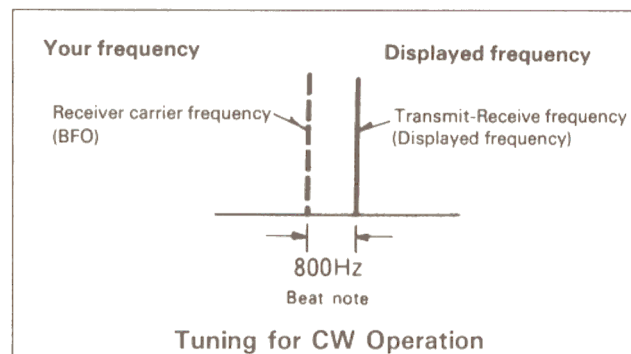 Your frequency
Displayed frequency
Receiver carrier frequency
(BFO)
Transmit-Receive frequency
(Displayed frequency)
800Hz
Beat note
Tuning for CW Operation